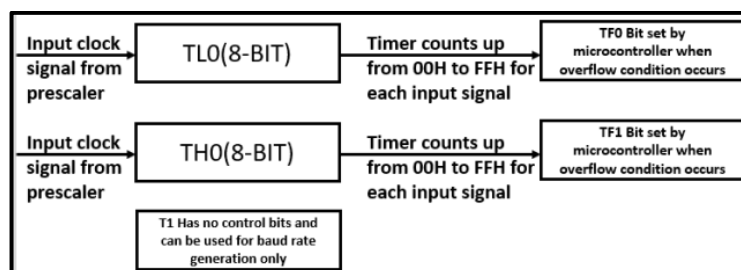 Input clock
signal from
prescaler
TL0(8-BIT)
Timer counts up
from 00H to FFH for
each input signal
TF0 Bit set by
microcontroller when
overflow condition occurs
Input clock
signal from
prescaler
TH0(8-BIT)
Timer counts up
from 00H to FFH for
each input signal
TF1 Bit set by
microcontroller when
overflow condition occurs
T1 Has no control bits and
can be used for baud rate
generation only